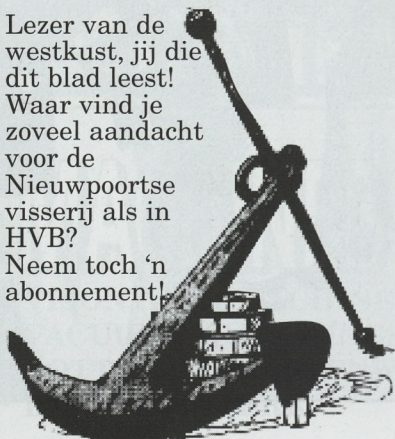 Lezer van de
westkust, jij die
dit blad leest!
Waar vind je
zoveel aandacht
voor de
Nieuwpoortse
visserij als in
HVB?
Neem toch ‘n
abonnement!